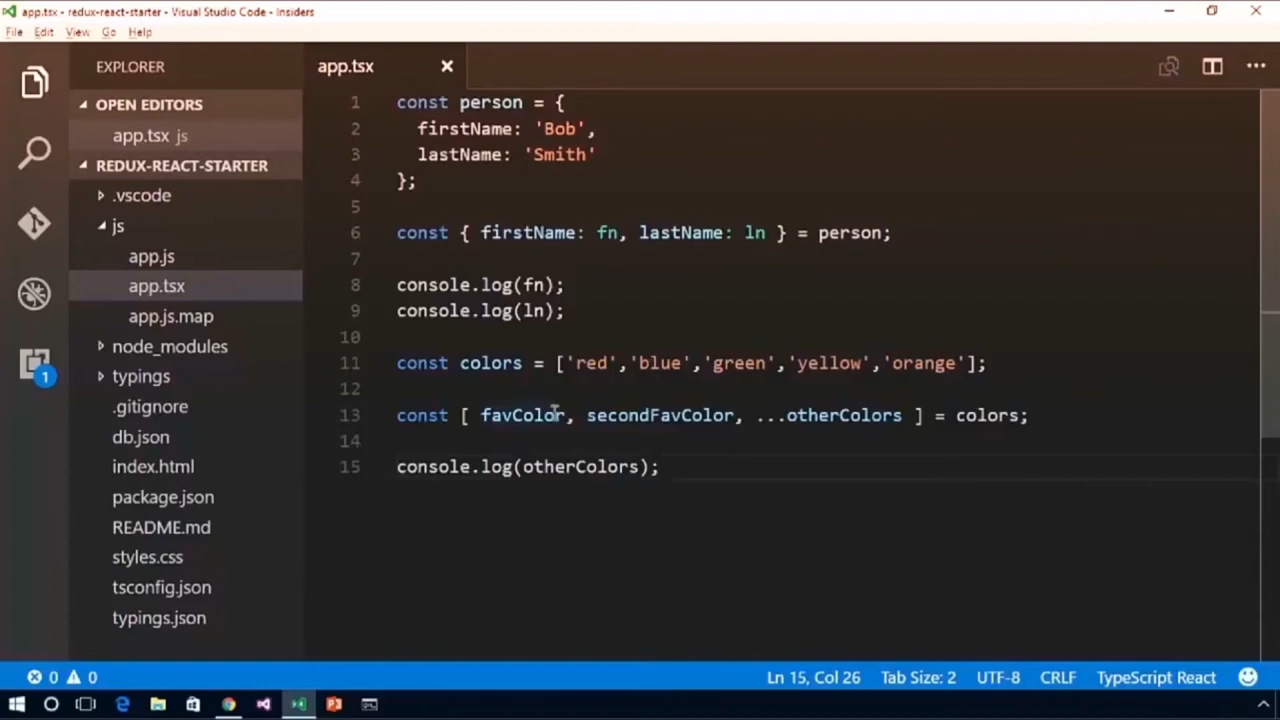 app.tsx - redux-react-starter - Visual Studio Code - Insiders
File Edit View Go Help
EXPLORER
OPEN EDITORS
app.tsx js
REDUX-REACT-STARTER
.vscode
js
app.js
app.tsx
app.js.map
node_modules
typings
.gitignore
db.json
index.html
package.json
README.md
styles.css
tsconfig.json
typings.json
1
app.tsx
1 const person = {
2 firstName: 'Bob',
3 lastName: 'Smith'
4 };
5
6 const { firstName: fn, lastName: ln } = person;
7
8 console.log(fn);
9 console.log(ln);
10
11 const colors = ['red','blue','green','yellow','orange'];
12
13 const [ favColor, secondFavColor, ...otherColors ] = colors;
14
15 console.log(otherColors);
0 0 Ln 15, Col 26 Tab Size: 2 UTF-8 CRLF TypeScript React